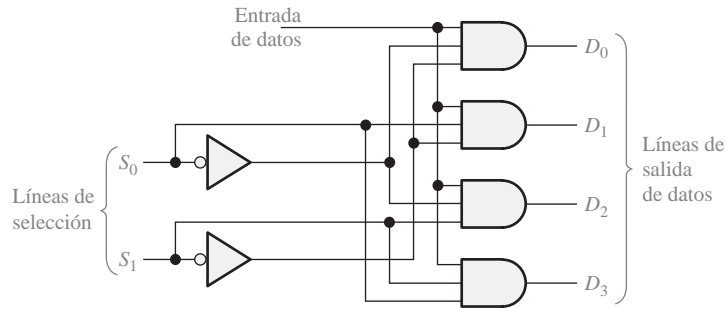 Entrada
de datos
D0
D1
Líneas de
salida
de datos
S0
Líneas de
selección
D2
S1
D3